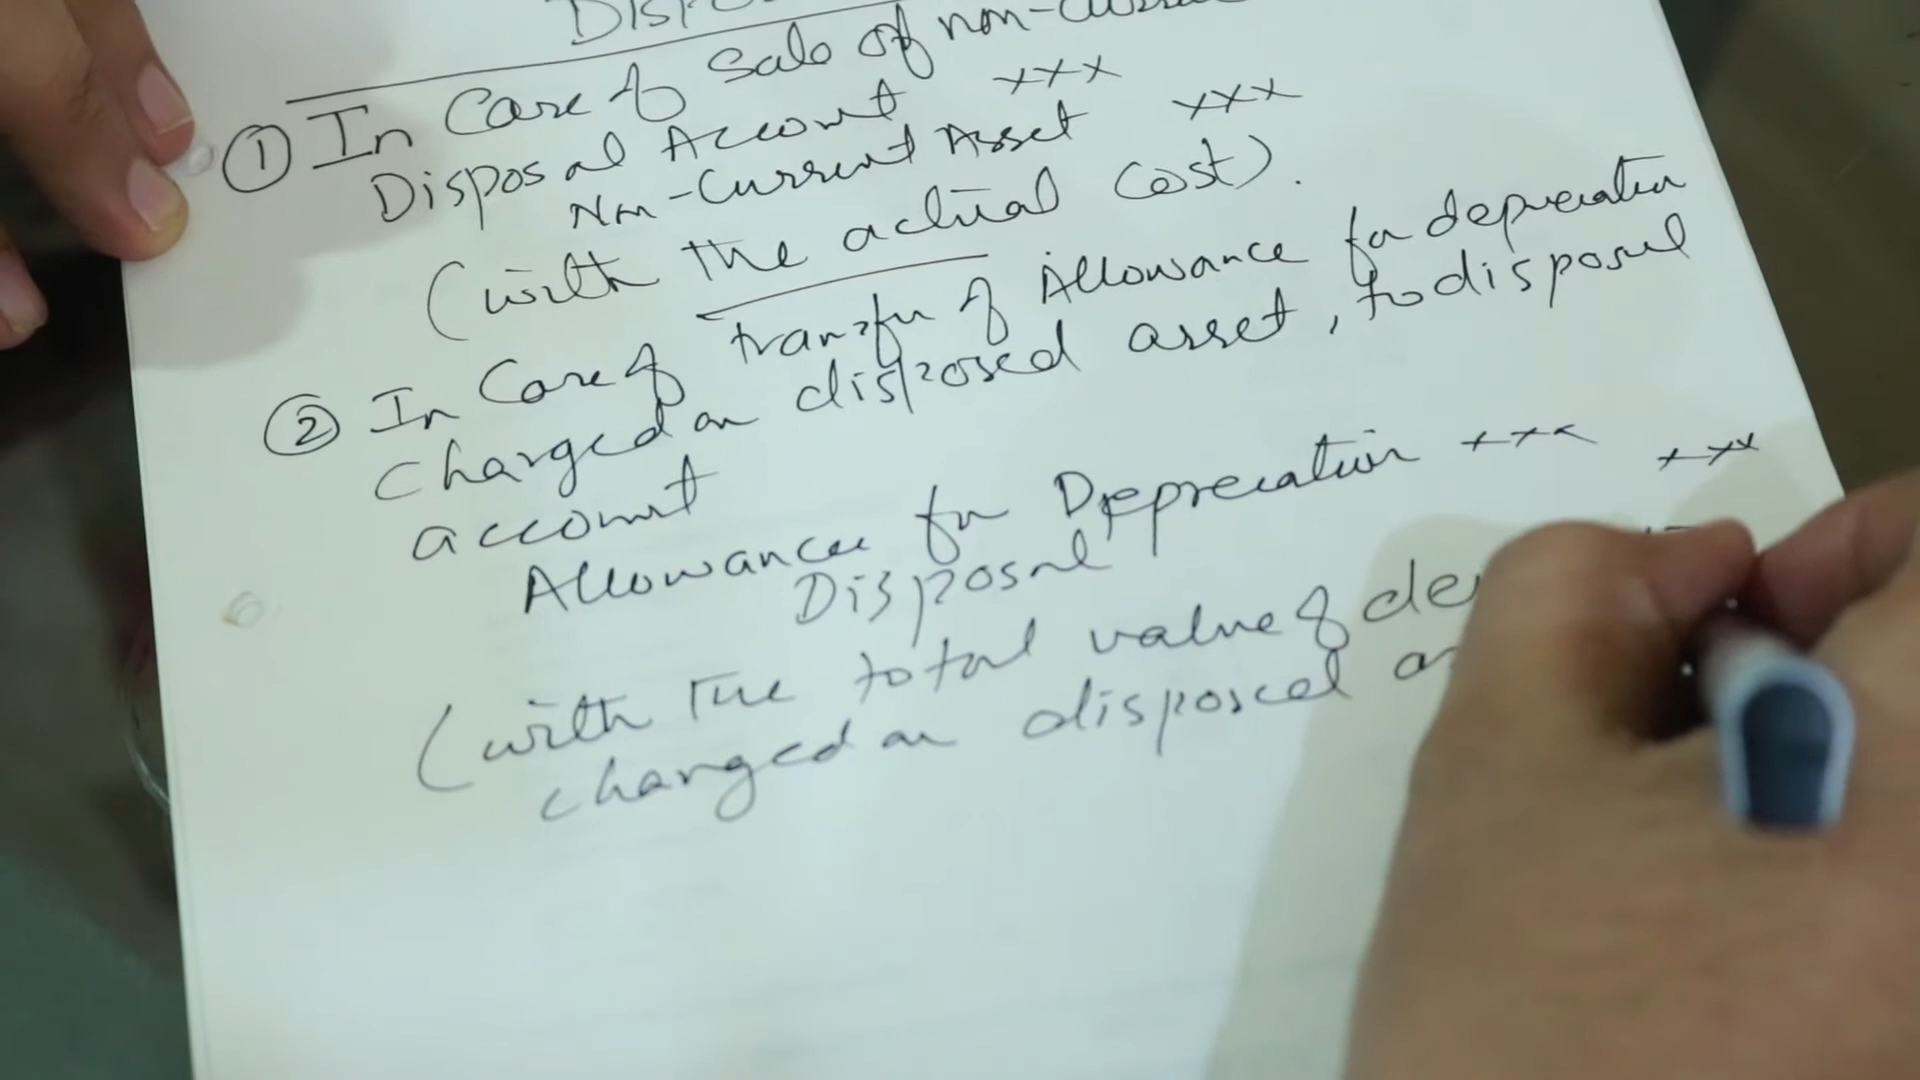 ① In Case of Sale of non-
Disposal Account xxx
Non-Current Asset xxx
(with the actual Cost).
② In Case of transfer of Allowance for depreciation
charged on disposed asset, to disposal
account
Allowance for Depreciation xxx
Disposal xxx
(with the total value of
charged on disposed